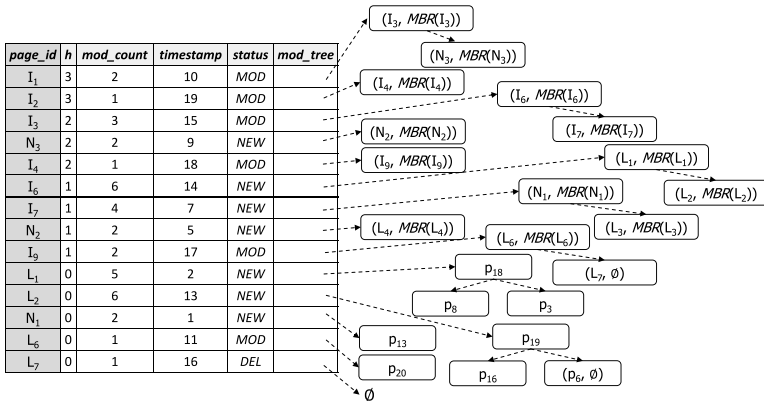 page_id h mod_count timestamp status mod_tree
I₁ 3 2 10 MOD
I₂ 3 1 19 MOD
I₃ 2 3 15 MOD
N₃ 2 2 9 NEW
I₄ 2 1 18 MOD
I₆ 1 6 14 NEW
I₇ 1 4 7 NEW
N₂ 1 2 5 NEW
I₉ 1 2 17 MOD
L₁ 0 5 2 NEW
L₂ 0 6 13 NEW
N₁ 0 2 1 NEW
L₆ 0 1 11 MOD
L₇ 0 1 16 DEL
(I₃, MBR(I₃))
(N₃, MBR(N₃))
(I₄, MBR(I₄))
(I₆, MBR(I₆))
(I₇, MBR(I₇))
(N₂, MBR(N₂))
(I₉, MBR(I₉))
(L₁, MBR(L₁))
(L₂, MBR(L₂))
(N₁, MBR(N₁))
(L₃, MBR(L₃))
(L₄, MBR(L₄))
(L₆, MBR(L₆))
(L₇, Ø)
p₁₈
p₈ p₃
p₁₃
p₁₉
p₂₀
p₁₆ (p₆, Ø)
Ø